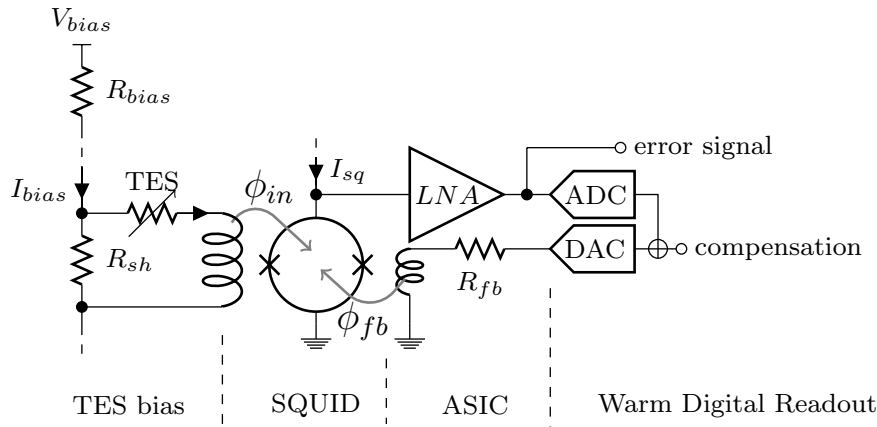 V_bias
R_bias
I_bias
TES
R_sh
ϕ_in
I_sq
LNA
error signal
ADC
DAC
compensation
R_fb
ϕ_fb
TES bias
SQUID
ASIC
Warm Digital Readout